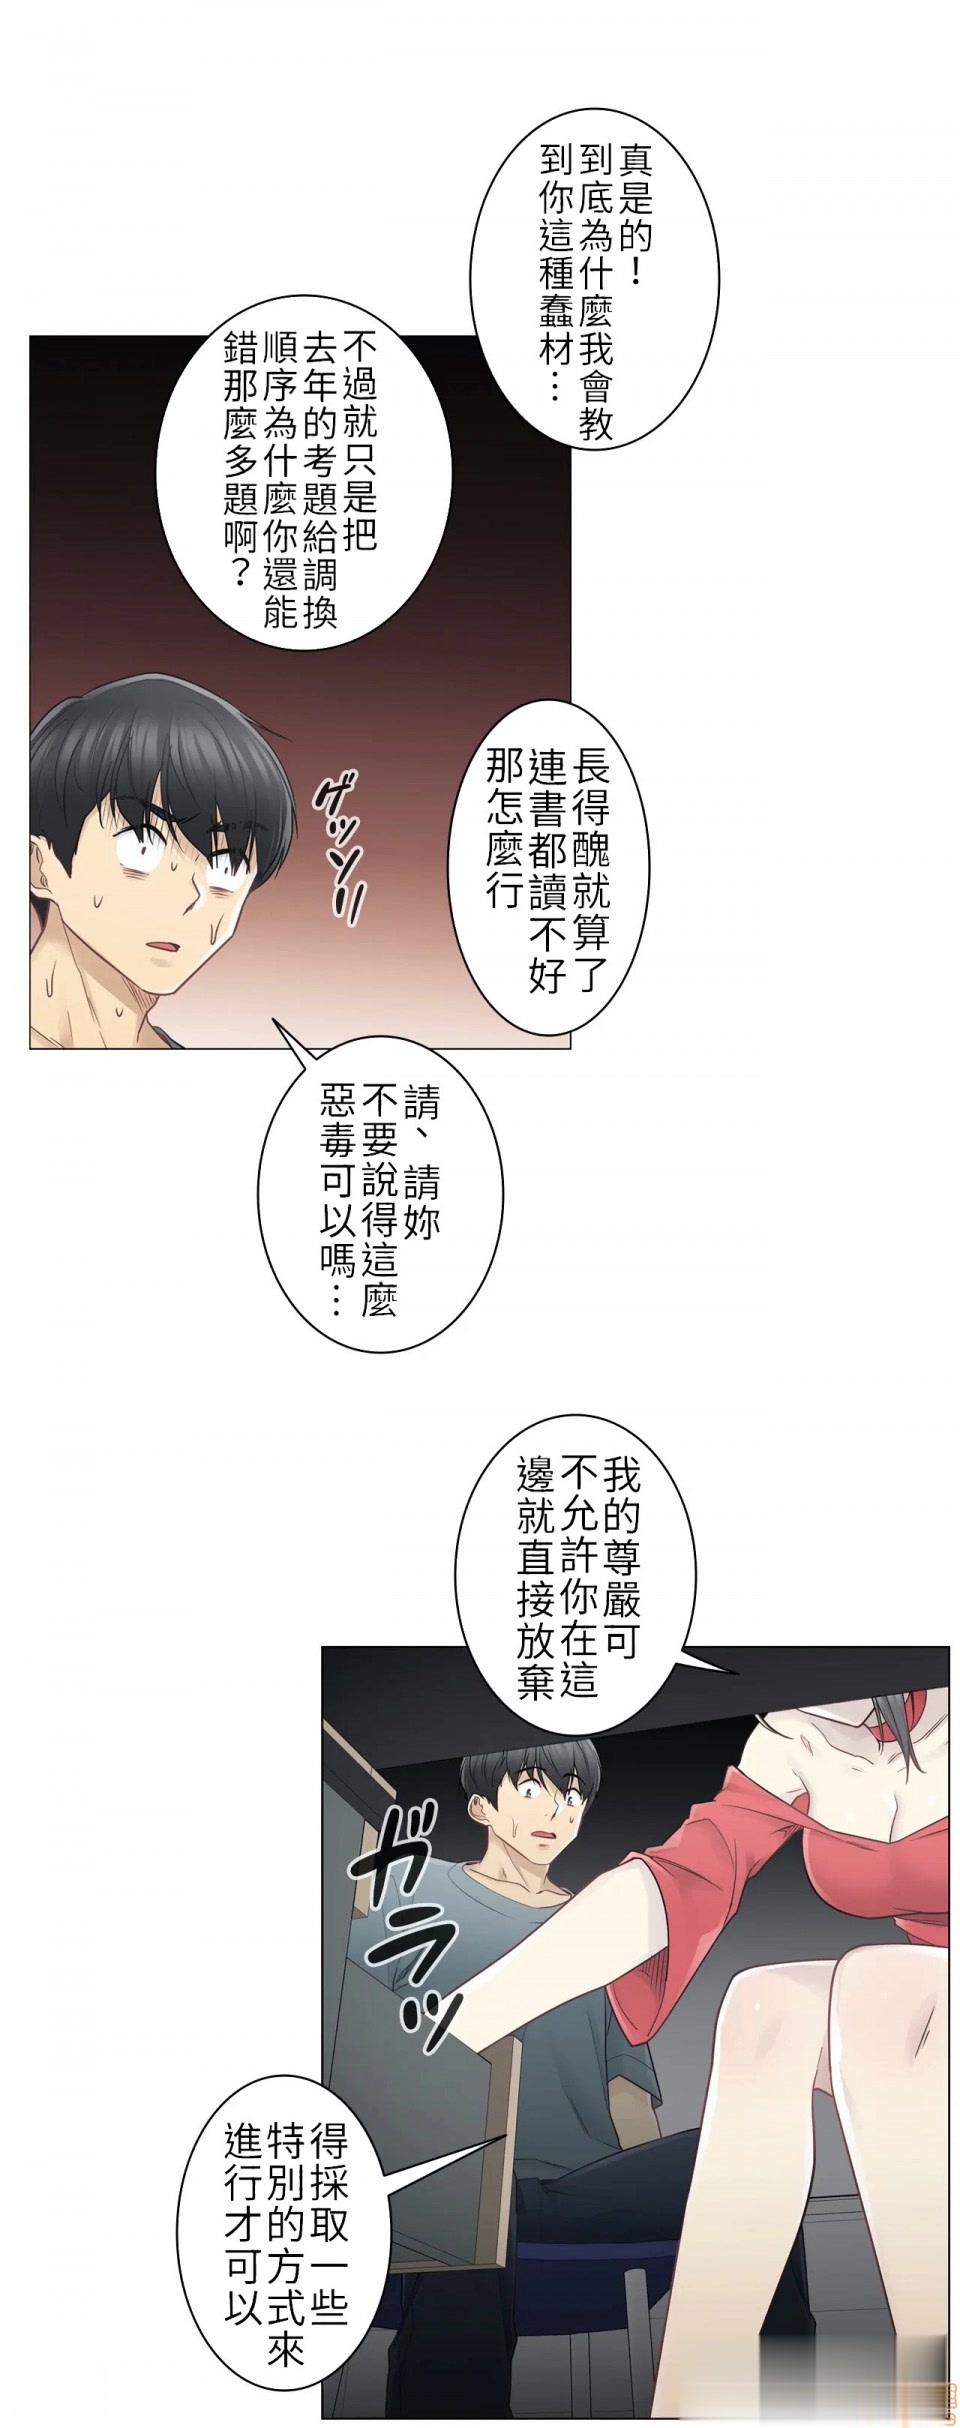 真是的！
到底為什麼我會教
到你這種蠢材…
不過就只是把
去年的考題給調換
順序為什麼你還能
錯那麼多題啊？
ゲッソリ
長得醜就算了
連書都讀不好
那怎麼行
請、請妳
不要說得這麼
惡毒可以嗎…
我的尊嚴可
不允許你在這
邊就直接放棄
ガラッ
得採取一些
特別的方式來
進行才可以